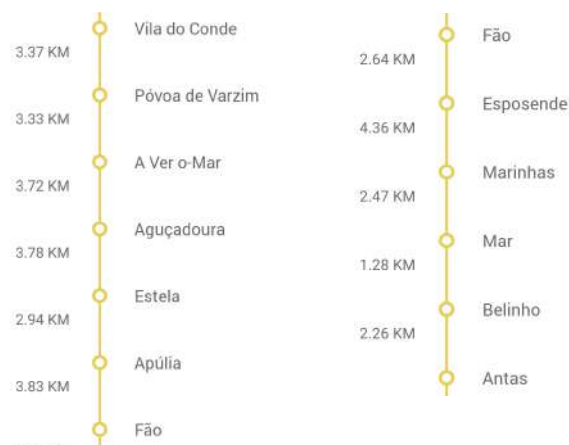 Vila do Conde
3.37 KM
Póvoa de Varzim
3.33 KM
A Ver o-Mar
3.72 KM
Aguçadoura
3.78 KM
Estela
2.94 KM
Apúlia
3.83 KM
Fão
Fão
2.64 KM
Esposende
4.36 KM
Marinhas
2.47 KM
Mar
1.28 KM
Belinho
2.26 KM
Antas